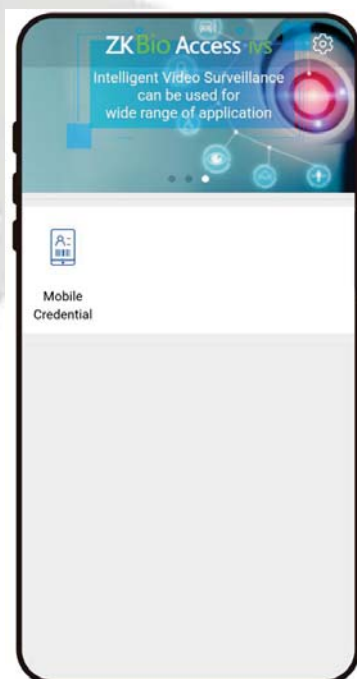 ZKBio Access IVS
Intelligent Video Surveillance
can be used for
wide range of application
Mobile
Credential